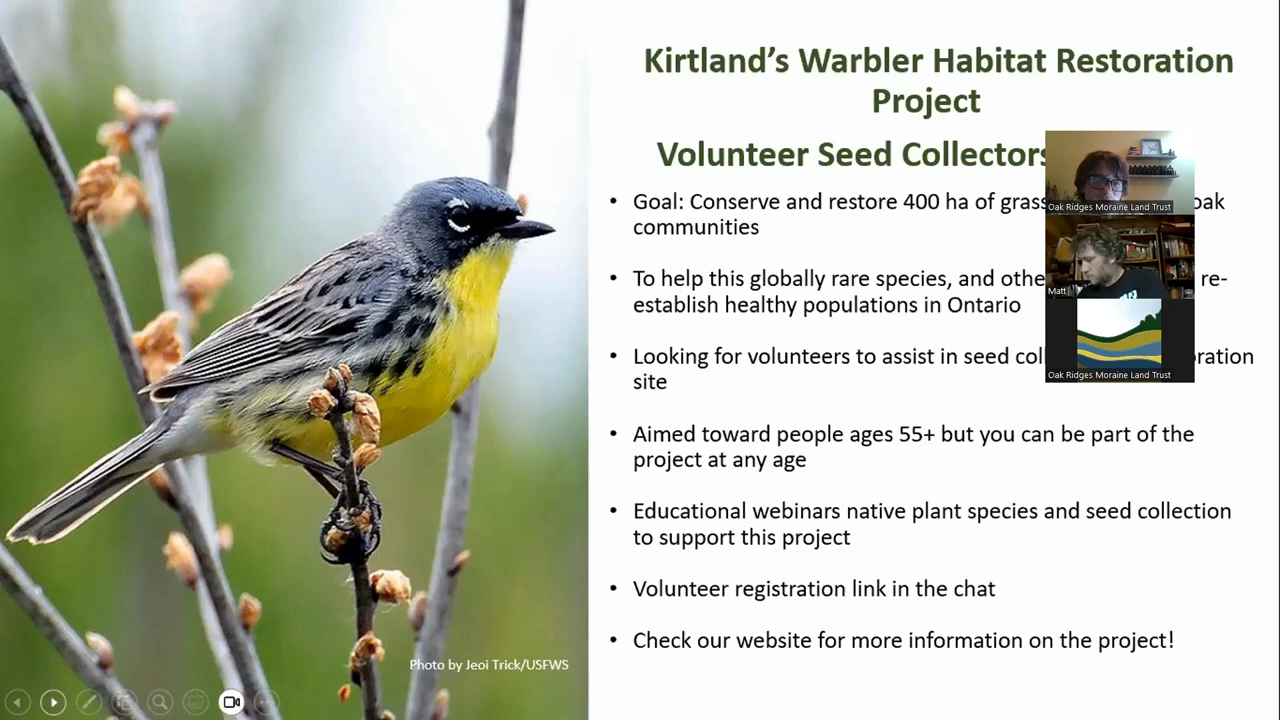 Kirtland's Warbler Habitat Restoration
Project
Volunteer Seed Collectors
• Goal: Conserve and restore 400 ha of grass oak
communities
• To help this globally rare species, and othe re-
establish healthy populations in Ontario
• Looking for volunteers to assist in seed coll oration
site
• Aimed toward people ages 55+ but you can be part of the
project at any age
• Educational webinars native plant species and seed collection
to support this project
• Volunteer registration link in the chat
• Check our website for more information on the project!
Oak Ridges Moraine Land Trust
Matt
Oak Ridges Moraine Land Trust
Photo by Jeoi Trick/USFWS